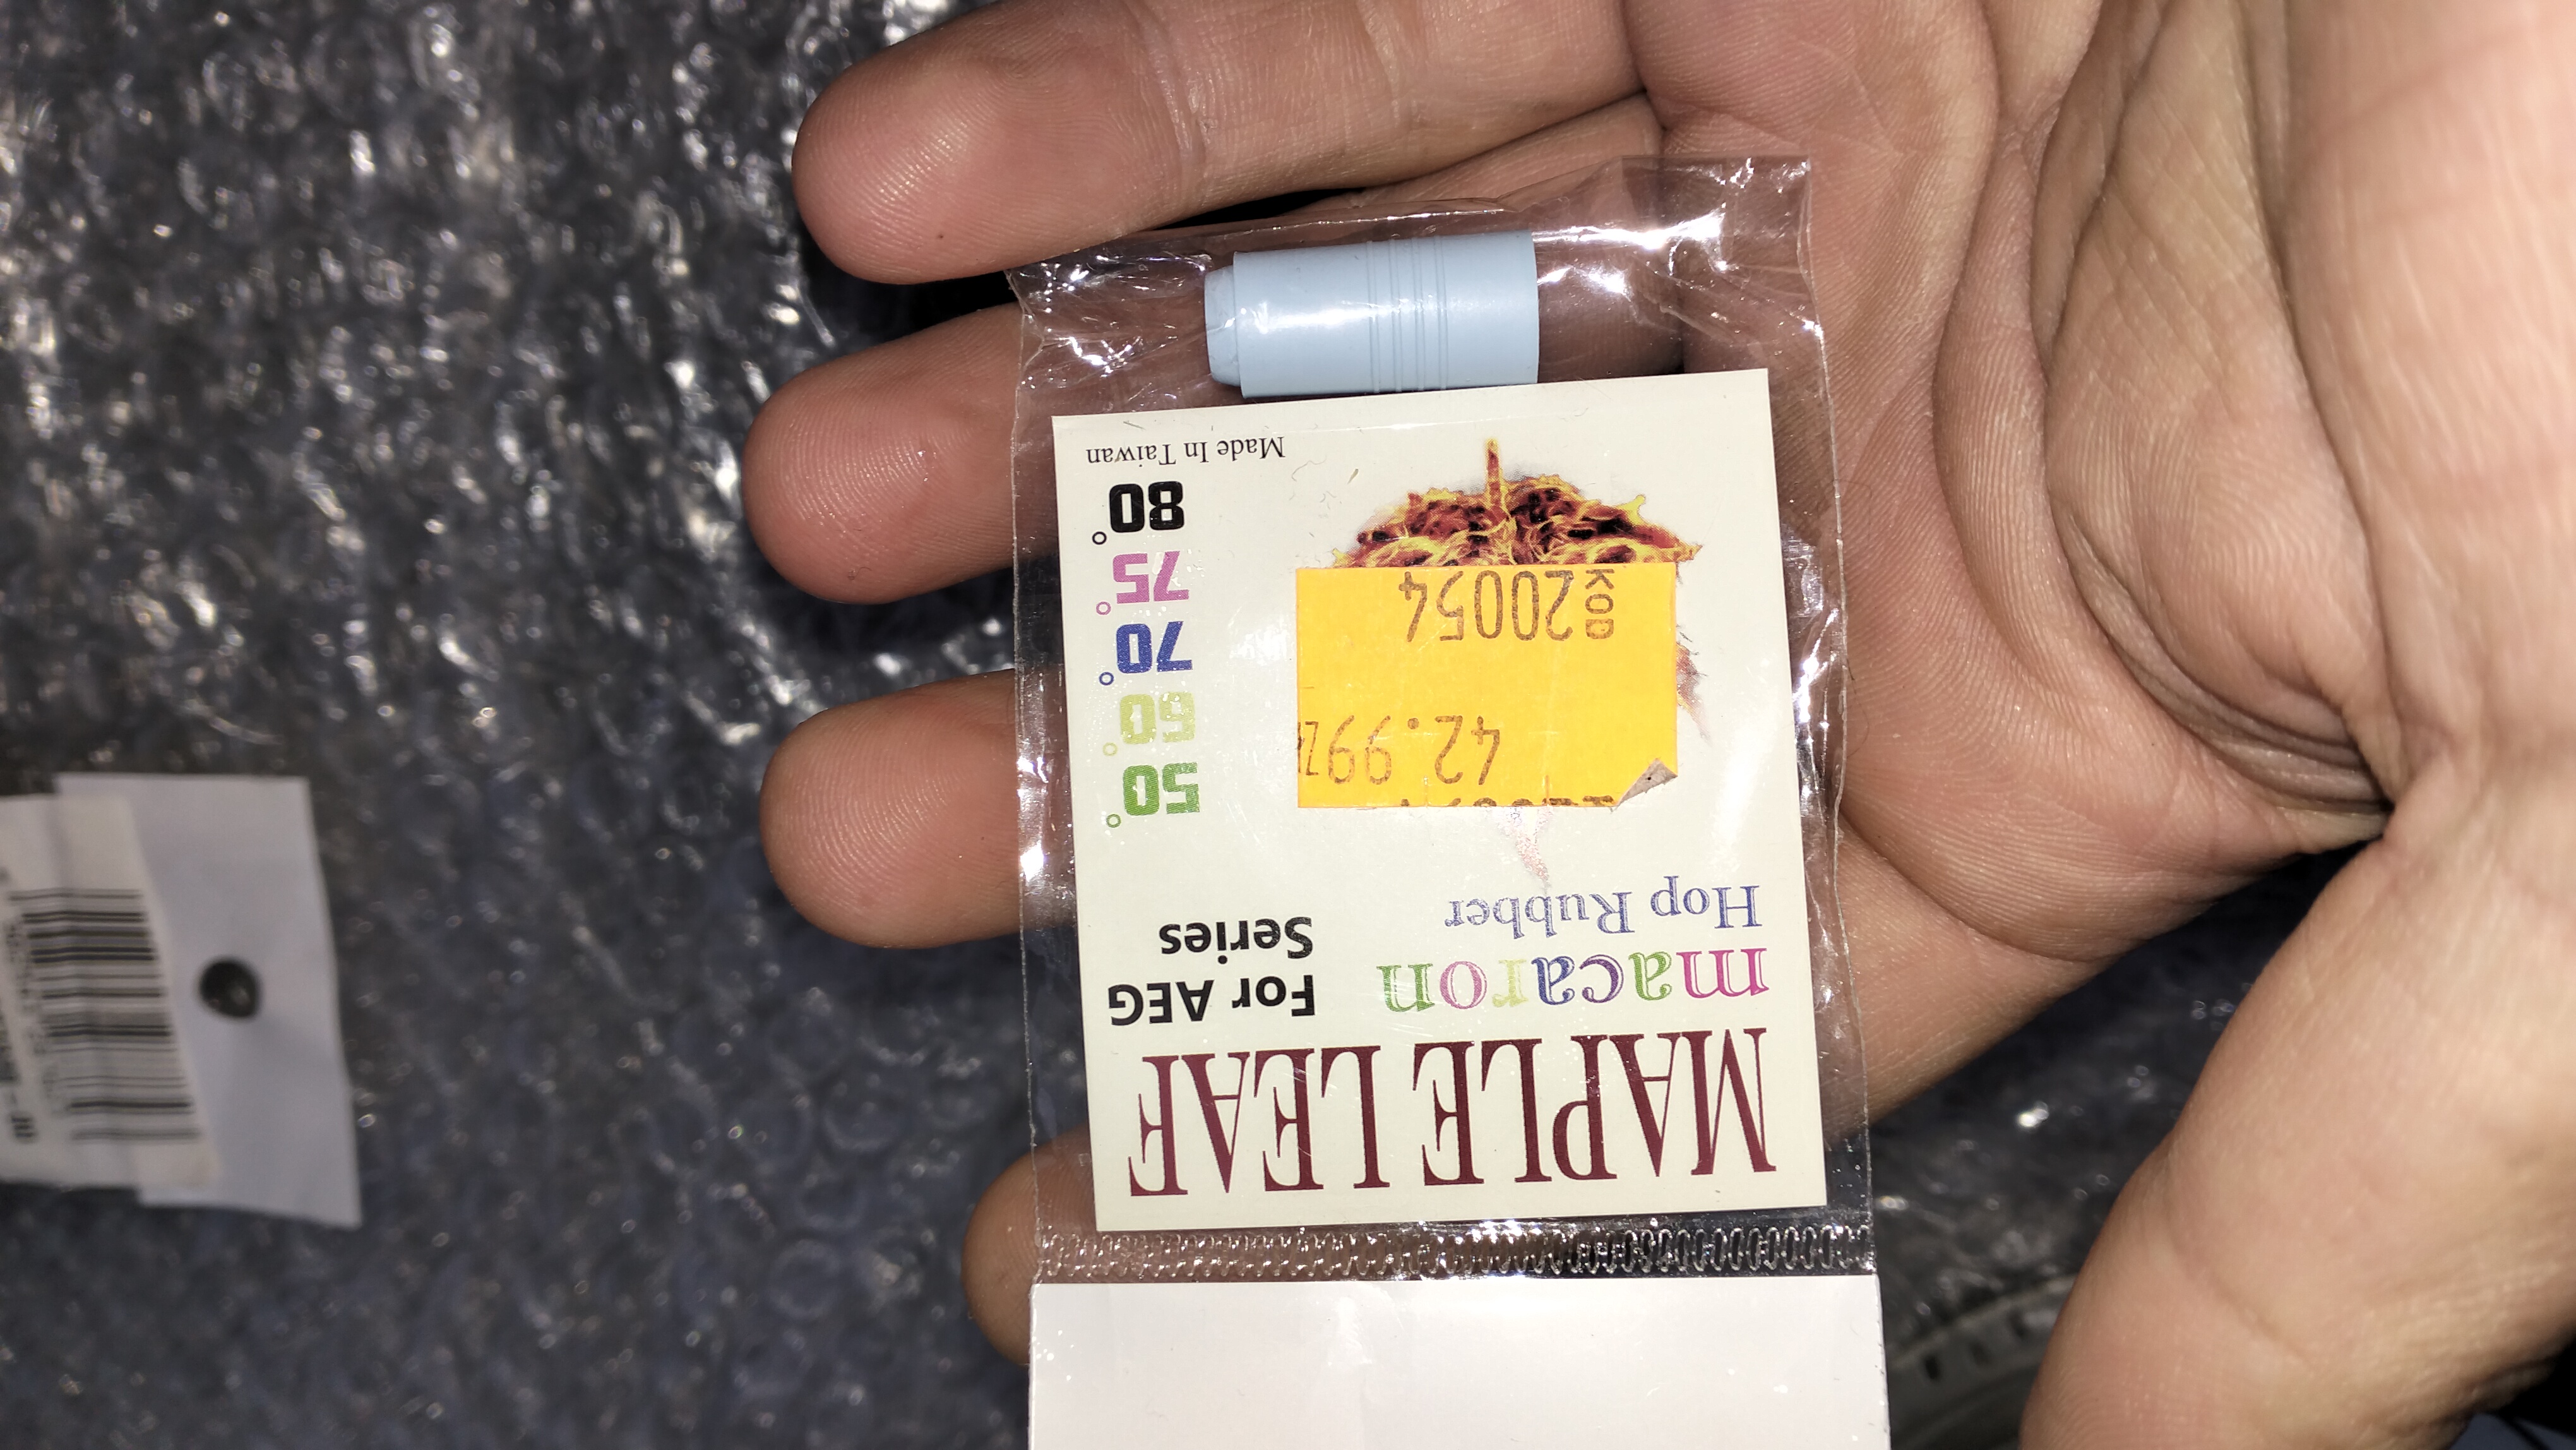 MAPLE LEAF
macaron
Hop Rubber
For AEG
Series
50°
60°
70°
75°
80°
42.99
KOD
20054
Made In Taiwan